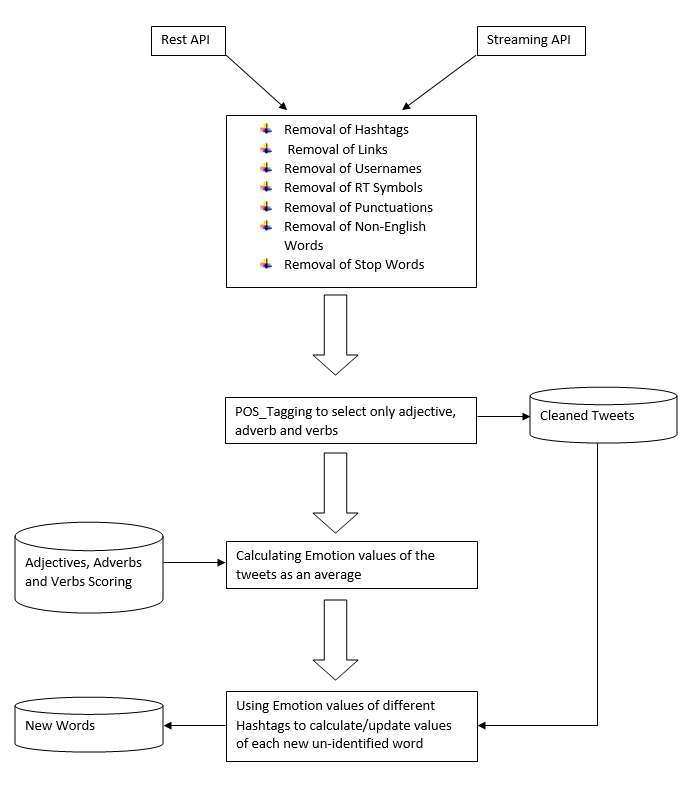 Rest API
Streaming API
Removal of Hashtags
Removal of Links
Removal of Usernames
Removal of RT Symbols
Removal of Punctuations
Removal of Non-English
Words
Removal of Stop Words
POS_Tagging to select only adjective,
adverb and verbs
Cleaned Tweets
Adjectives, Adverbs
and Verbs Scoring
Calculating Emotion values of the
tweets as an average
New Words
Using Emotion values of different
Hashtags to calculate/update values
of each new un-identified word